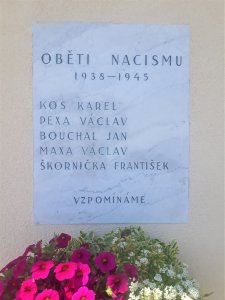 OBĚTI NACISMU
1938—1945
KOS KAREL
PEXA VÁCLAV
BOUCHAL JAN
MAXA VÁCLAV
ŠKORNIČKA FRANTIŠEK
VZPOMÍNÁME